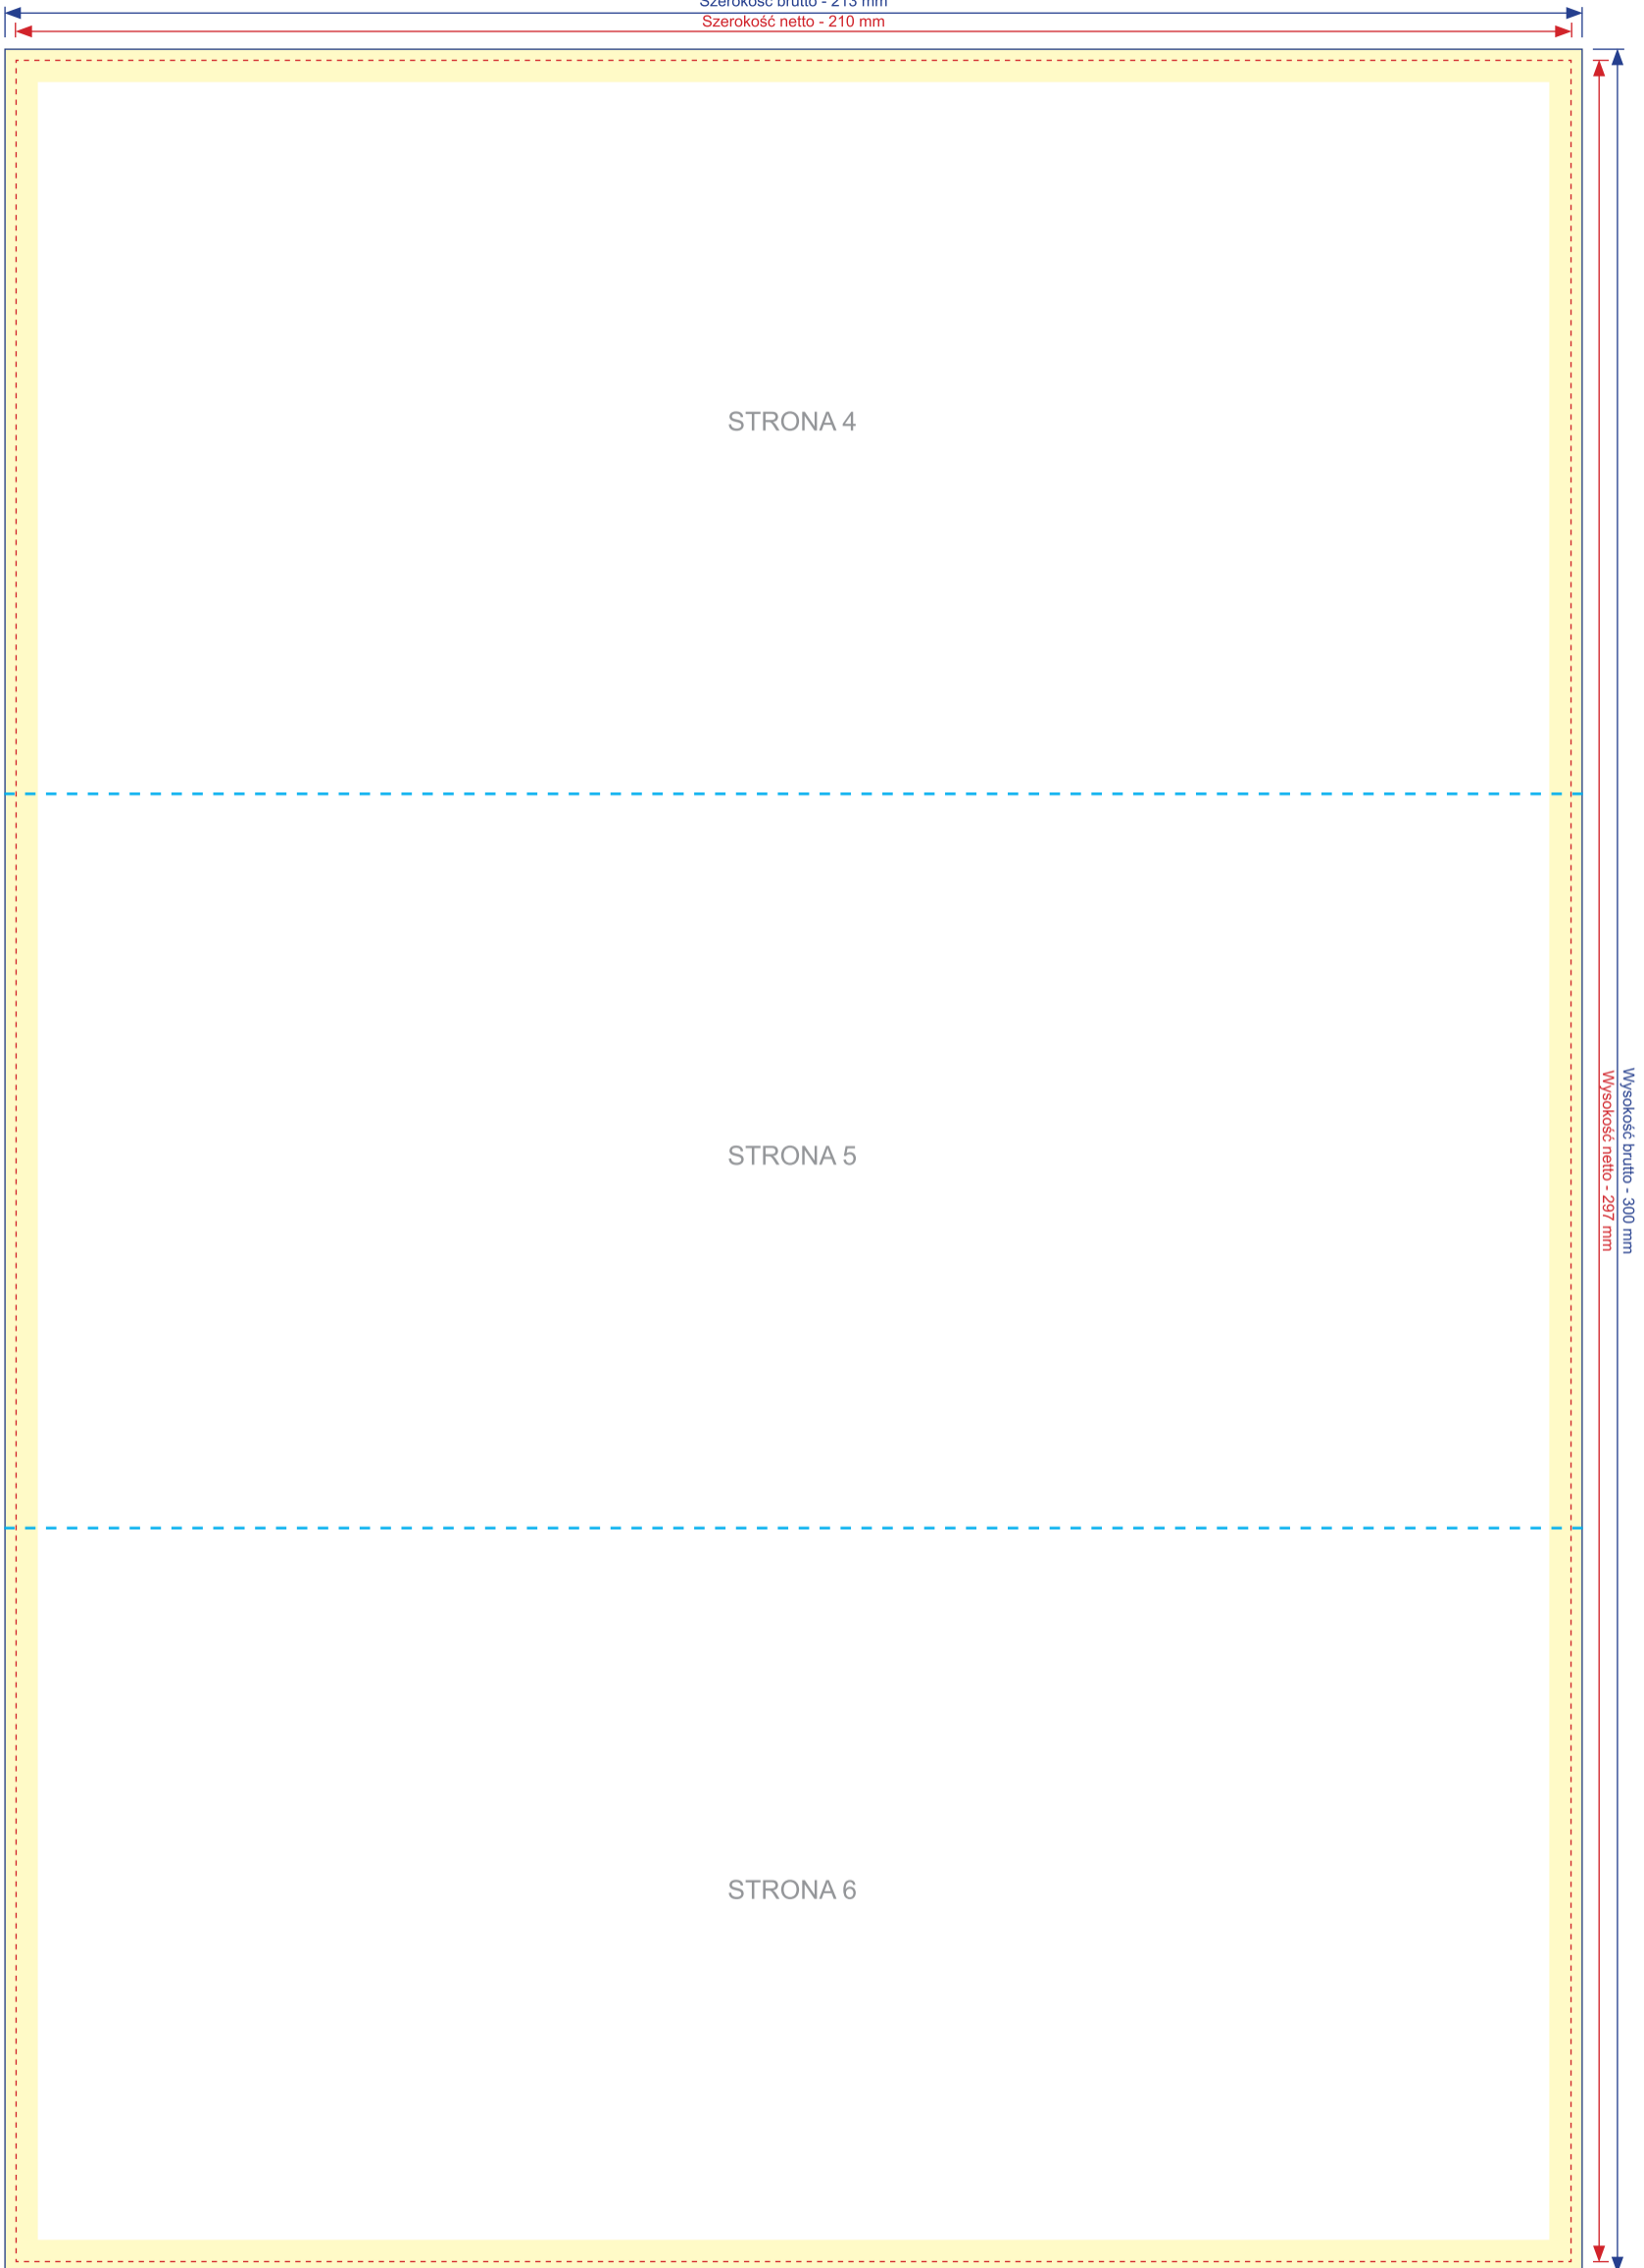 Szerokość brutto - 213 mm
Szerokość netto - 210 mm
STRONA 4
STRONA 5
Wysokość brutto - 300 mm
Wysokość netto - 297 mm
STRONA 6